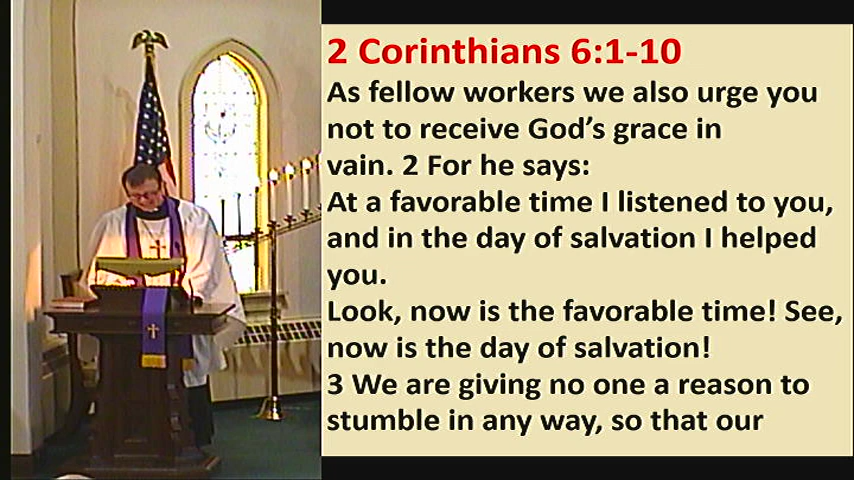 2 Corinthians 6:1-10
As fellow workers we also urge you
not to receive God’s grace in
vain. 2 For he says:
At a favorable time I listened to you,
and in the day of salvation I helped
you.
Look, now is the favorable time! See,
now is the day of salvation!
3 We are giving no one a reason to
stumble in any way, so that our